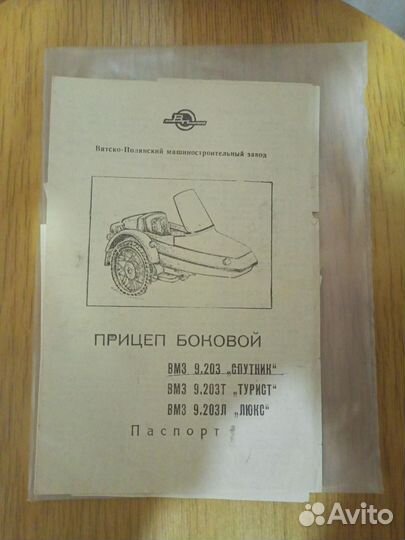 ВП
Вятско-Полянский машиностроительный завод
ПРИЦЕП БОКОВОЙ
ВМЗ 9.203 „СПУТНИК“
ВМЗ 9.203Т „ТУРИСТ“
ВМЗ 9.203Л „ЛЮКС“
Паспорт
Avito